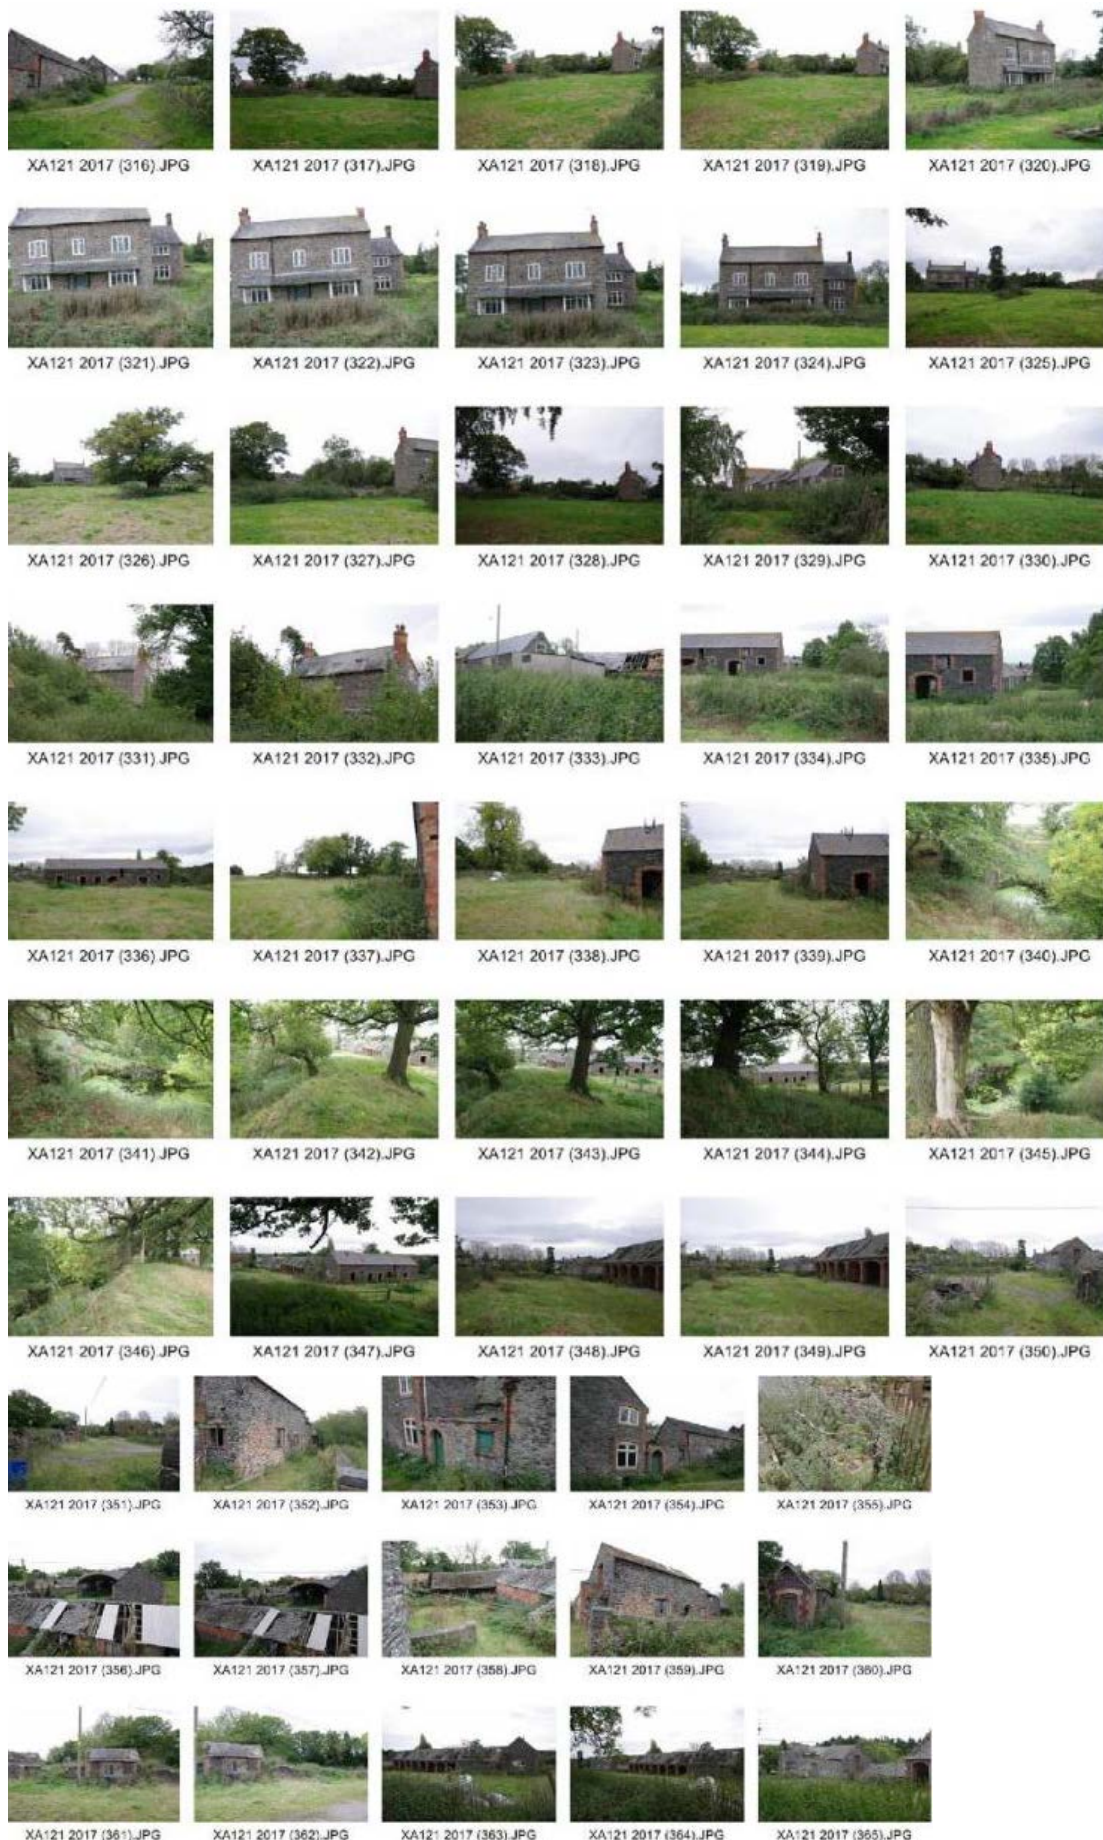 XA121 2017 (316).JPG XA121 2017 (317).JPG XA121 2017 (318).JPG XA121 2017 (319).JPG XA121 2017 (320).JPG
XA121 2017 (321).JPG XA121 2017 (322).JPG XA121 2017 (323).JPG XA121 2017 (324).JPG XA121 2017 (325).JPG
XA121 2017 (326).JPG XA121 2017 (327).JPG XA121 2017 (328).JPG XA121 2017 (329).JPG XA121 2017 (330).JPG
XA121 2017 (331).JPG XA121 2017 (332).JPG XA121 2017 (333).JPG XA121 2017 (334).JPG XA121 2017 (335).JPG
XA121 2017 (336).JPG XA121 2017 (337).JPG XA121 2017 (338).JPG XA121 2017 (339).JPG XA121 2017 (340).JPG
XA121 2017 (341).JPG XA121 2017 (342).JPG XA121 2017 (343).JPG XA121 2017 (344).JPG XA121 2017 (345).JPG
XA121 2017 (346).JPG XA121 2017 (347).JPG XA121 2017 (348).JPG XA121 2017 (349).JPG XA121 2017 (350).JPG
XA121 2017 (351).JPG XA121 2017 (352).JPG XA121 2017 (353).JPG XA121 2017 (354).JPG XA121 2017 (355).JPG
XA121 2017 (356).JPG XA121 2017 (357).JPG XA121 2017 (358).JPG XA121 2017 (359).JPG XA121 2017 (360).JPG
XA121 2017 (361).JPG XA121 2017 (362).JPG XA121 2017 (363).JPG XA121 2017 (364).JPG XA121 2017 (365).JPG